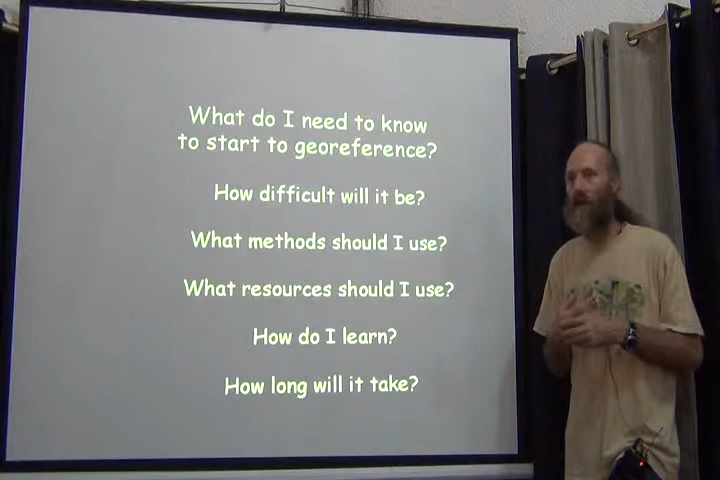 What do I need to know
to start to georeference?
How difficult will it be?
What methods should I use?
What resources should I use?
How do I learn?
How long will it take?